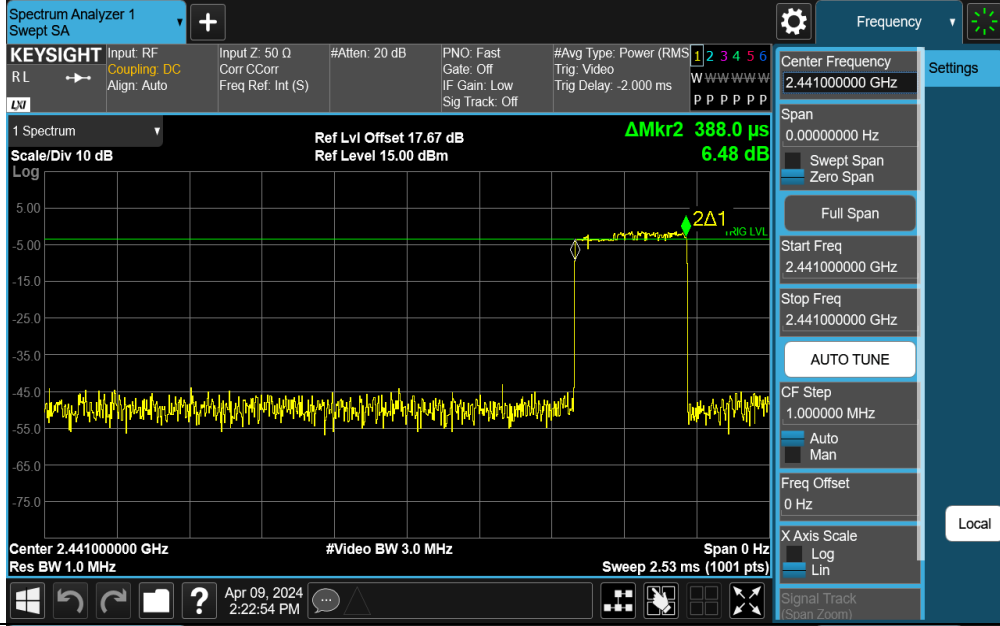 Spectrum Analyzer 1
Swept SA
+
Frequency
KEYSIGHT
R L
LXI
Input: RF
Coupling: DC
Align: Auto
Input Z: 50 Ω
Corr CCorr
Freq Ref: Int (S)
#Atten: 20 dB
PNO: Fast
Gate: Off
IF Gain: Low
Sig Track: Off
#Avg Type: Power (RMS
Trig: Video
Trig Delay: -2.000 ms
1 2 3 4 5 6
W W W W W W
P P P P P P
1 Spectrum
Scale/Div 10 dB
Log
Ref Lvl Offset 17.67 dB
Ref Level 15.00 dBm
ΔMkr2 388.0 µs
6.48 dB
2Δ1
TRIG LVL
5.00
-5.00
-15.0
-25.0
-35.0
-45.0
-55.0
-65.0
-75.0
Center 2.441000000 GHz
#Video BW 3.0 MHz
Span 0 Hz
Res BW 1.0 MHz
Sweep 2.53 ms (1001 pts)
Center Frequency
2.441000000 GHz
Span
0.00000000 Hz
Swept Span
Zero Span
Full Span
Start Freq
2.441000000 GHz
Stop Freq
2.441000000 GHz
AUTO TUNE
CF Step
1.000000 MHz
Auto
Man
Freq Offset
0 Hz
X Axis Scale
Log
Lin
Signal Track
(Span Zoom)
Settings
Local
?
Apr 09, 2024
2:22:54 PM